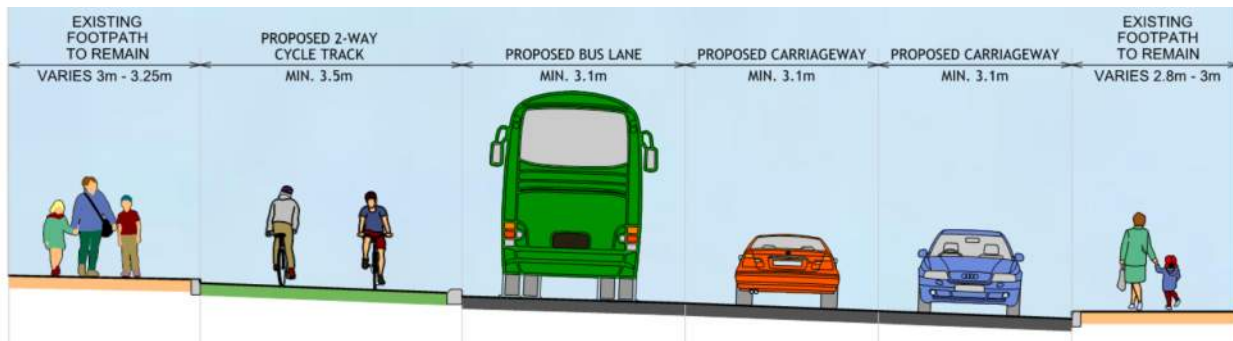 EXISTING
FOOTPATH
TO REMAIN
VARIES 3m - 3.25m
PROPOSED 2-WAY
CYCLE TRACK
MIN. 3.5m
PROPOSED BUS LANE
MIN. 3.1m
PROPOSED CARRIAGEWAY
MIN. 3.1m
PROPOSED CARRIAGEWAY
MIN. 3.1m
EXISTING
FOOTPATH
TO REMAIN
VARIES 2.8m - 3m